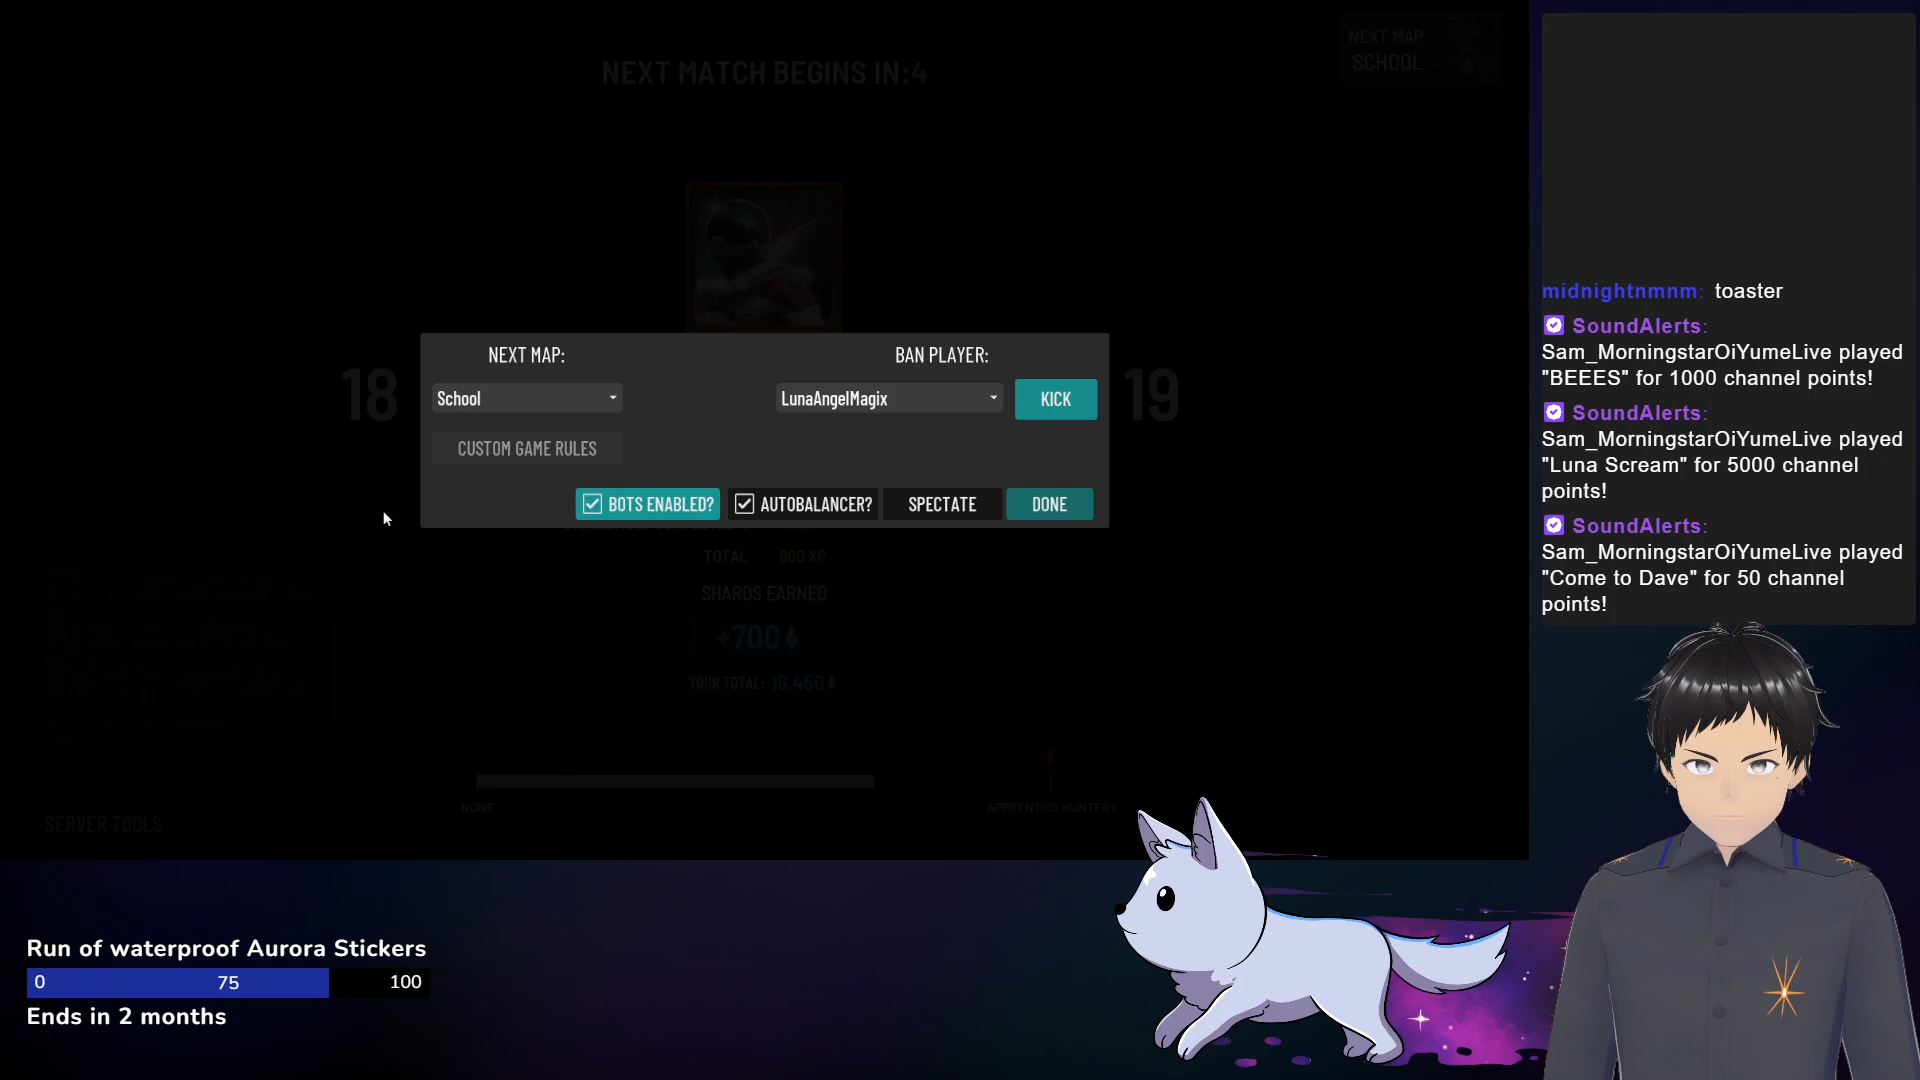 NEXT MATCH BEGINS IN:4
NEXT MAP
SCHOOL
18
19
NEXT MAP:
BAN PLAYER:
School
LunaAngelMagix
KICK
CUSTOM GAME RULES
BOTS ENABLED?
AUTOBALANCER?
SPECTATE
DONE
TOTAL 800 XP
SHARDS EARNED
+700
YOUR TOTAL: 16,450
NONE
APPRENTICE HUNTER I
SERVER TOOLS
midnightnmnm: toaster
SoundAlerts:
Sam_MorningstarOiYumeLive played
"BEEES" for 1000 channel points!
SoundAlerts:
Sam_MorningstarOiYumeLive played
"Luna Scream" for 5000 channel
points!
SoundAlerts:
Sam_MorningstarOiYumeLive played
"Come to Dave" for 50 channel
points!
Run of waterproof Aurora Stickers
0 75 100
Ends in 2 months